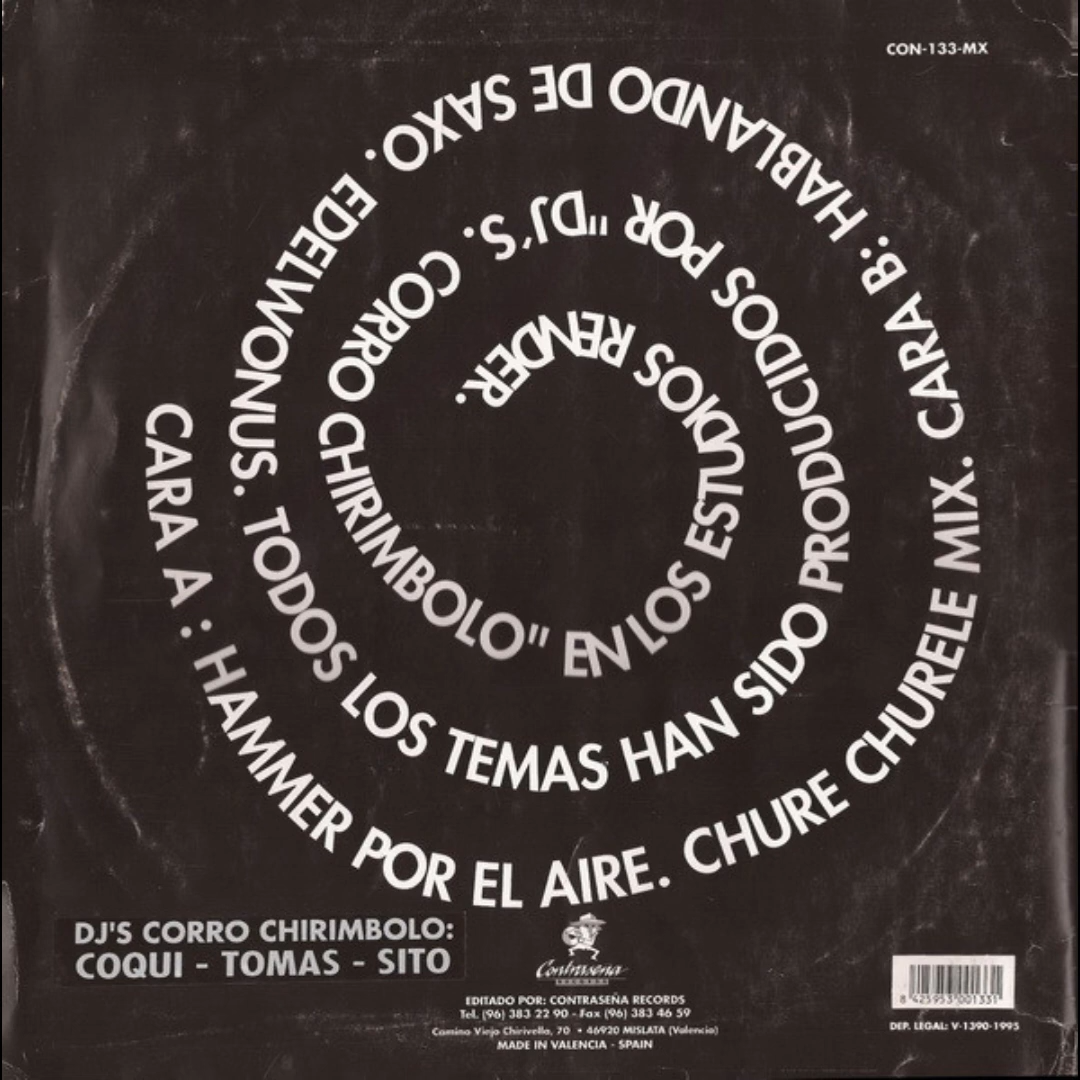 CON-133-MX
CARA A : HAMMER POR EL AIRE. CHURE CHURELE MIX. CARA B: HABLANDO DE SAXO. EDELWONUS. TODOS LOS TEMAS HAN SIDO PRODUCIDOS POR "DJ'S. CORRO CHIRIMBOLO" EN LOS ESTUDIOS RENDER.
DJ'S CORRO CHIRIMBOLO:
COQUI - TOMAS - SITO
Contraseña
RECORDS
EDITADO POR: CONTRASEÑA RECORDS
Tel. (96) 383 22 90 - Fax (96) 383 46 59
Camino Viejo Chirivella, 70 • 46920 MISLATA (Valencia)
MADE IN VALENCIA - SPAIN
8 425953 001331
DEP. LEGAL: V-1390-1995